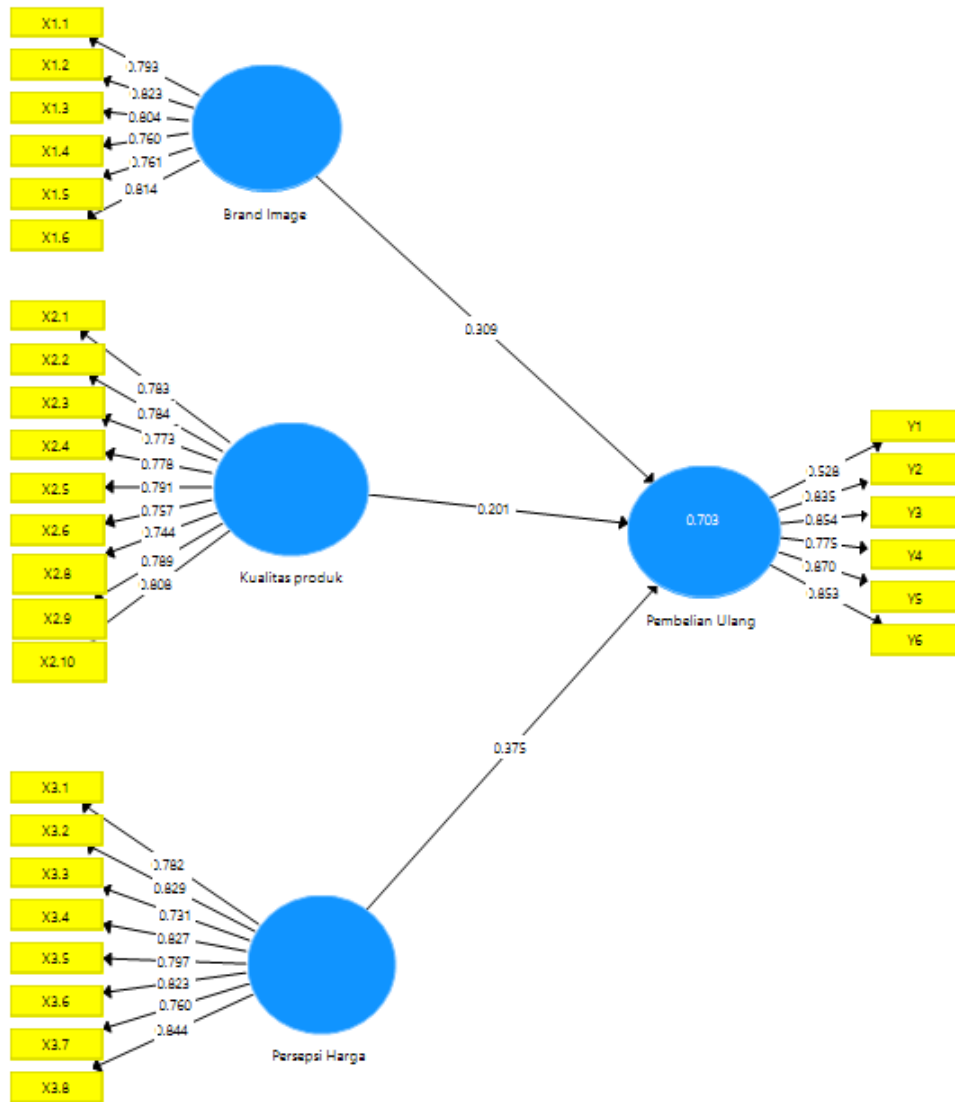 X1.1
X1.2
X1.3
X1.4
X1.5
X1.6
0.793
0.823
0.804
0.760
0.761
0.814
Brand Image
0.309
X2.1
X2.2
X2.3
X2.4
X2.5
X2.6
X2.8
X2.9
X2.10
0.783
0.784
0.773
0.778
0.791
0.757
0.744
0.789
0.808
Kualitas produk
0.201
X3.1
X3.2
X3.3
X3.4
X3.5
X3.6
X3.7
X3.8
0.782
0.829
0.731
0.827
0.797
0.823
0.760
0.844
Persepsi Harga
0.375
0.703
Pembelian Ulang
0.528
0.835
0.854
0.775
0.870
0.853
Y1
Y2
Y3
Y4
Y5
Y6